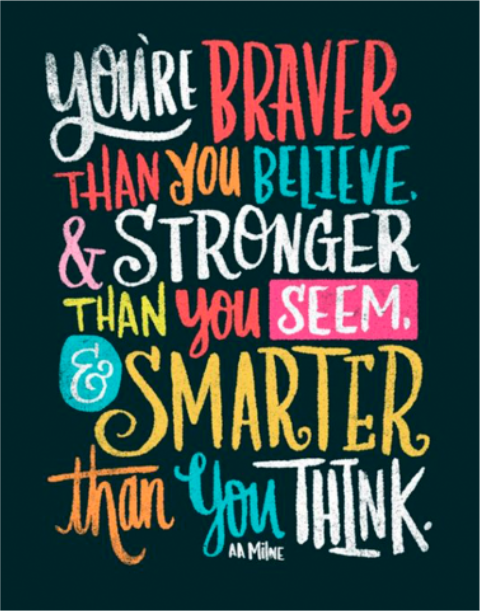 YOU'RE BRAVER
THAN YOU BELIEVE,
& STRONGER
THAN YOU SEEM,
& SMARTER
than You THINK.
AA MilNE